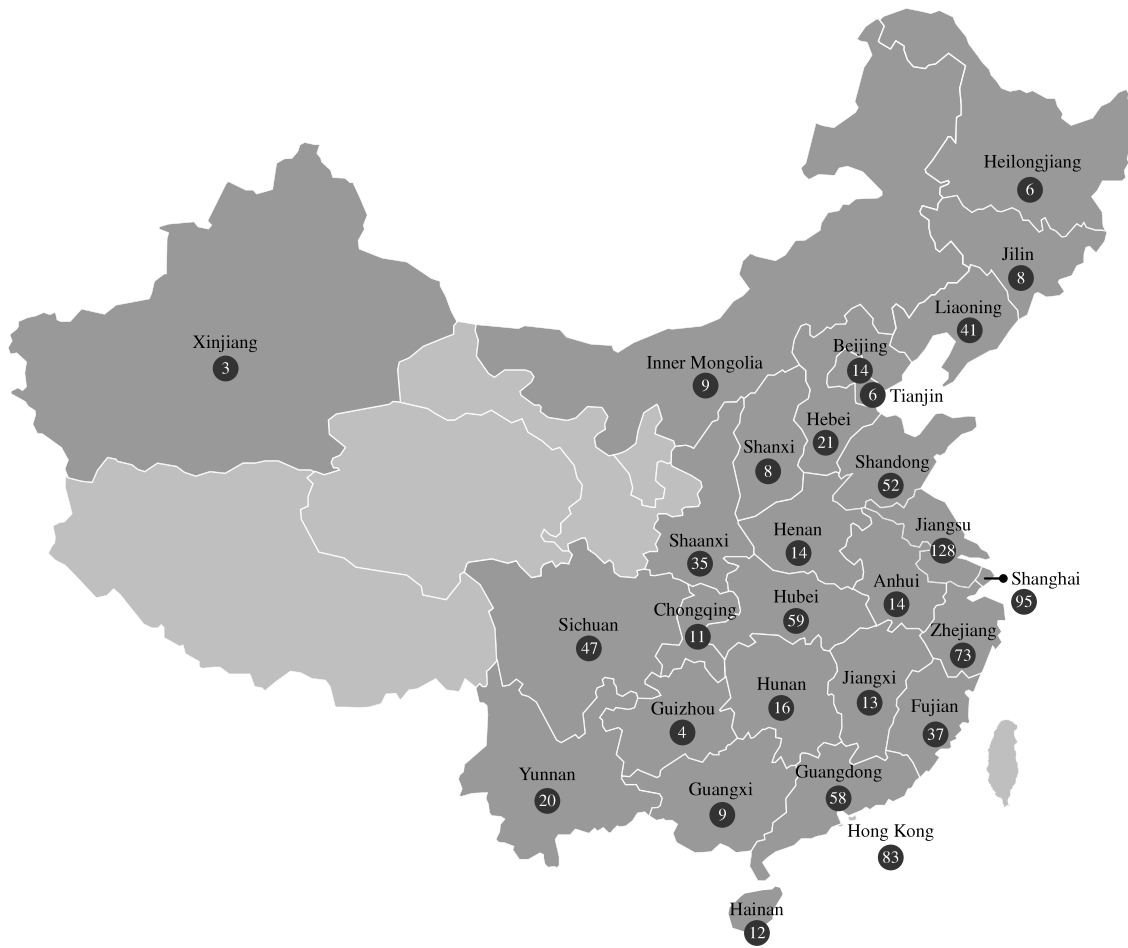 Heilongjiang
6
Jilin
8
Liaoning
41
Xinjiang
3
Inner Mongolia
9
Beijing
14
6 Tianjin
Hebei
21
Shanxi
8
Shandong
52
Jiangsu
128
Henan
14
Shaanxi
35
Anhui
14
Shanghai
95
Hubei
59
Chongqing
11
Sichuan
47
Zhejiang
73
Hunan
16
Jiangxi
13
Guizhou
4
Fujian
37
Yunnan
20
Guangxi
9
Guangdong
58
Hong Kong
83
Hainan
12